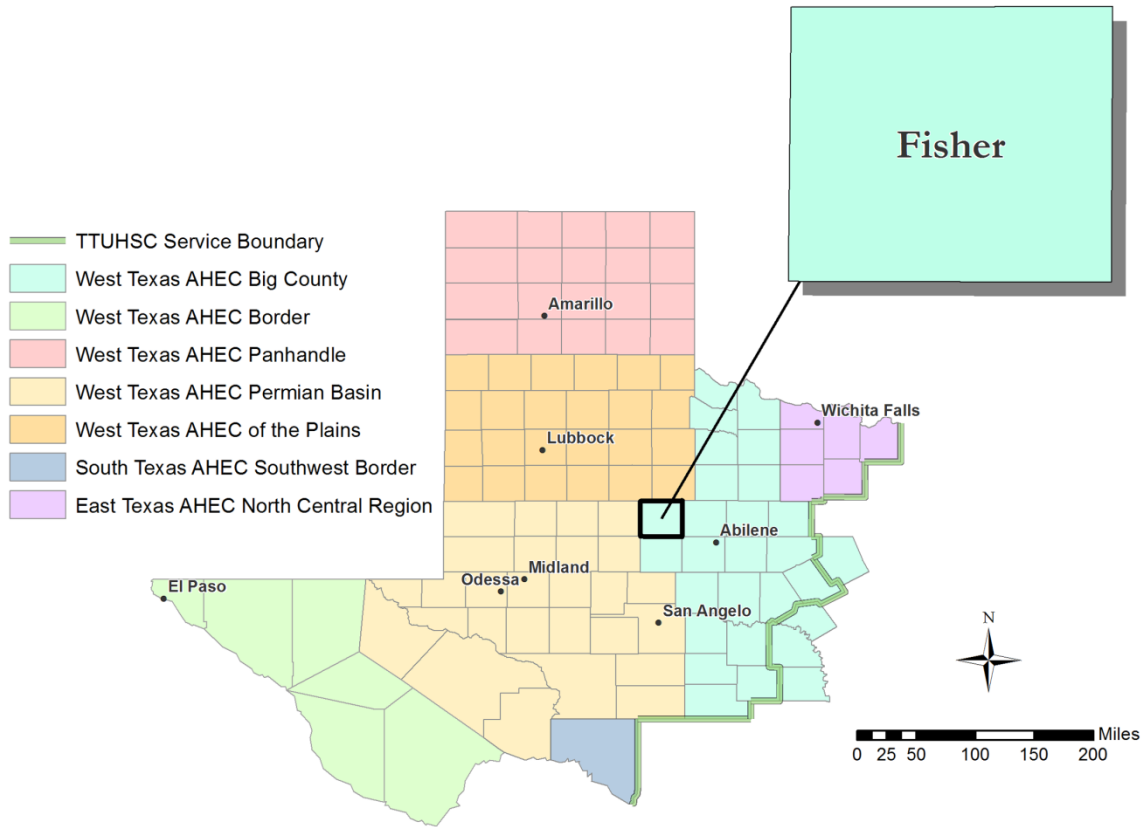 Fisher
TTUHSC Service Boundary
West Texas AHEC Big County
West Texas AHEC Border
West Texas AHEC Panhandle
West Texas AHEC Permian Basin
West Texas AHEC of the Plains
South Texas AHEC Southwest Border
East Texas AHEC North Central Region
Amarillo
Wichita Falls
Lubbock
Abilene
Midland
Odessa
El Paso
San Angelo
N
Miles
0 25 50 100 150 200